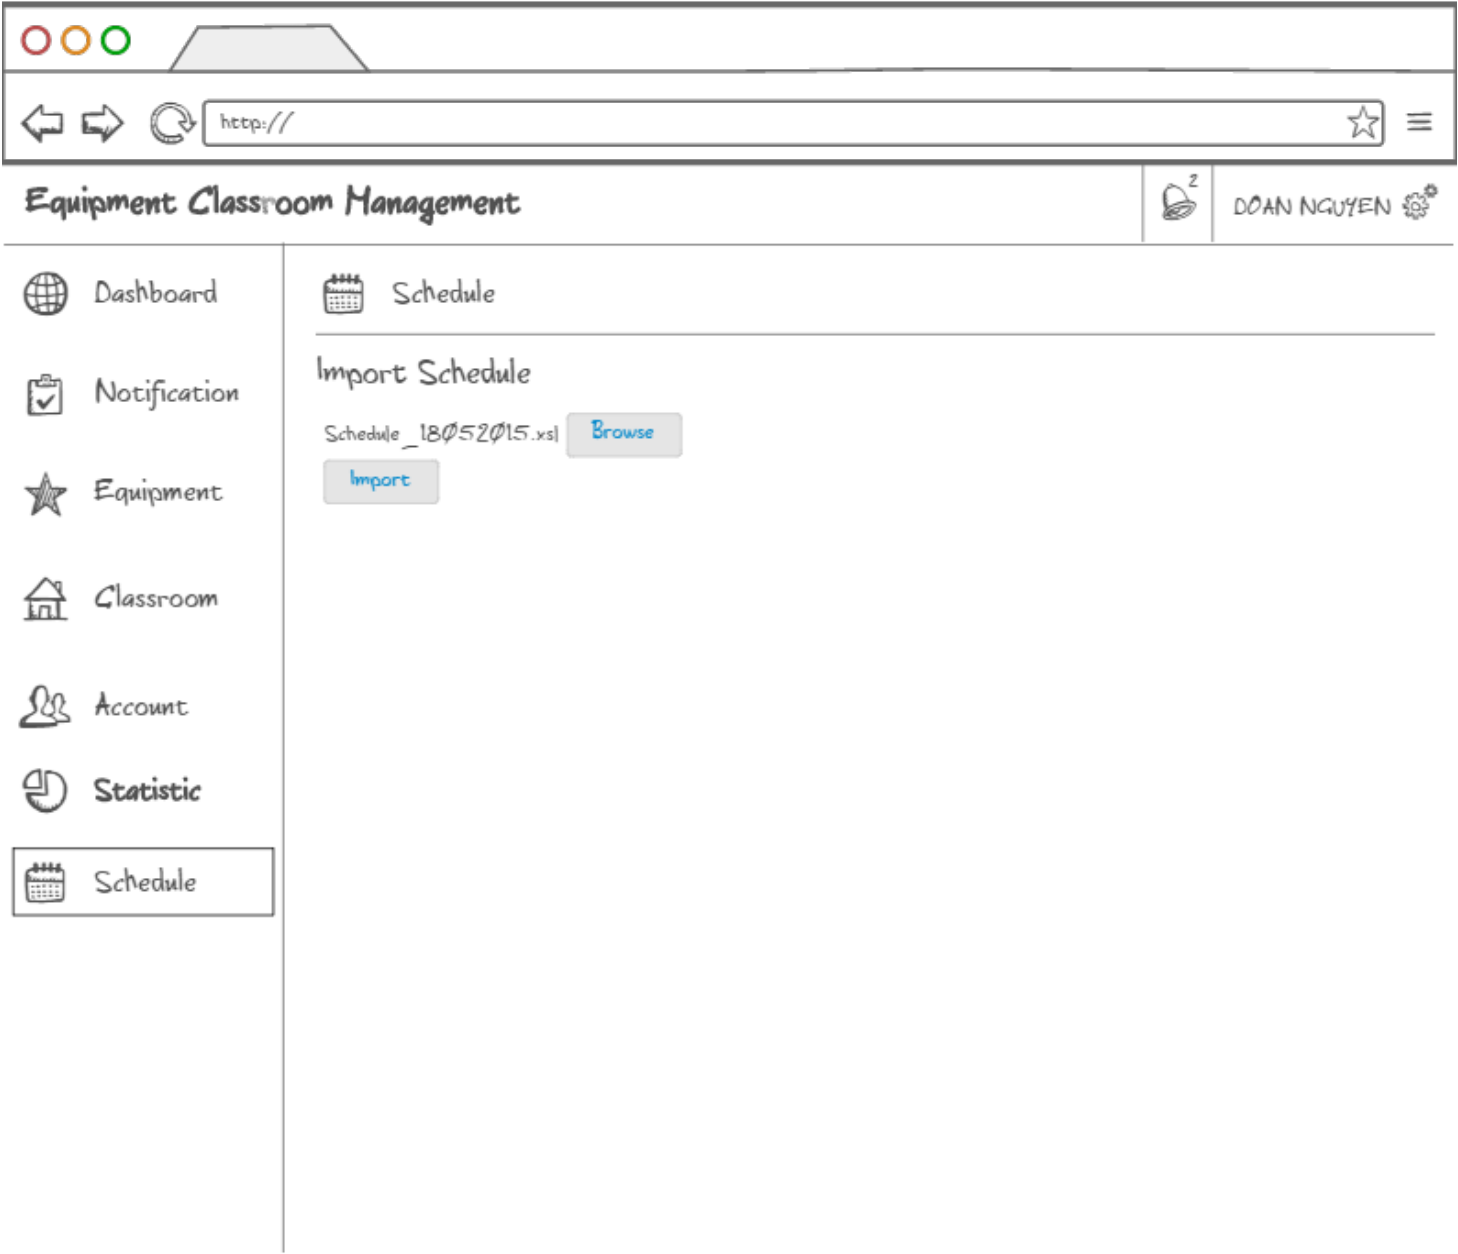 http://
Equipment Classroom Management
2
DOAN NGUYEN
Dashboard
Notification
Equipment
Classroom
Account
Statistic
Schedule
Schedule
Import Schedule
Schedule_18052015.xsl
Browse
Import